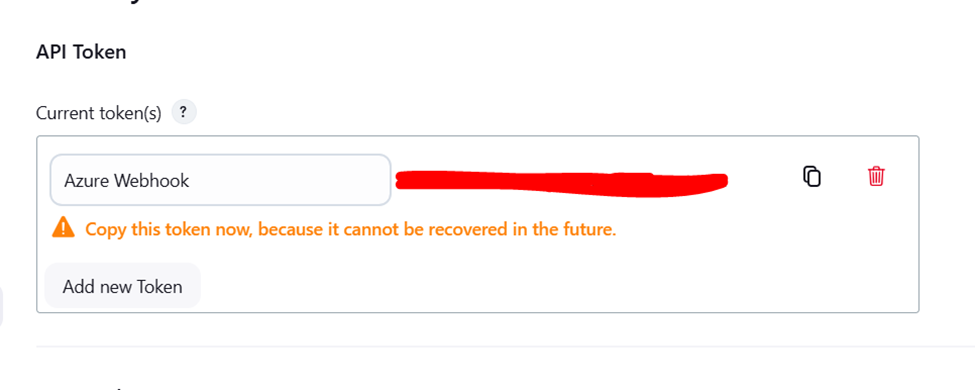 API Token
Current token(s) ?
Azure Webhook
Copy this token now, because it cannot be recovered in the future.
Add new Token